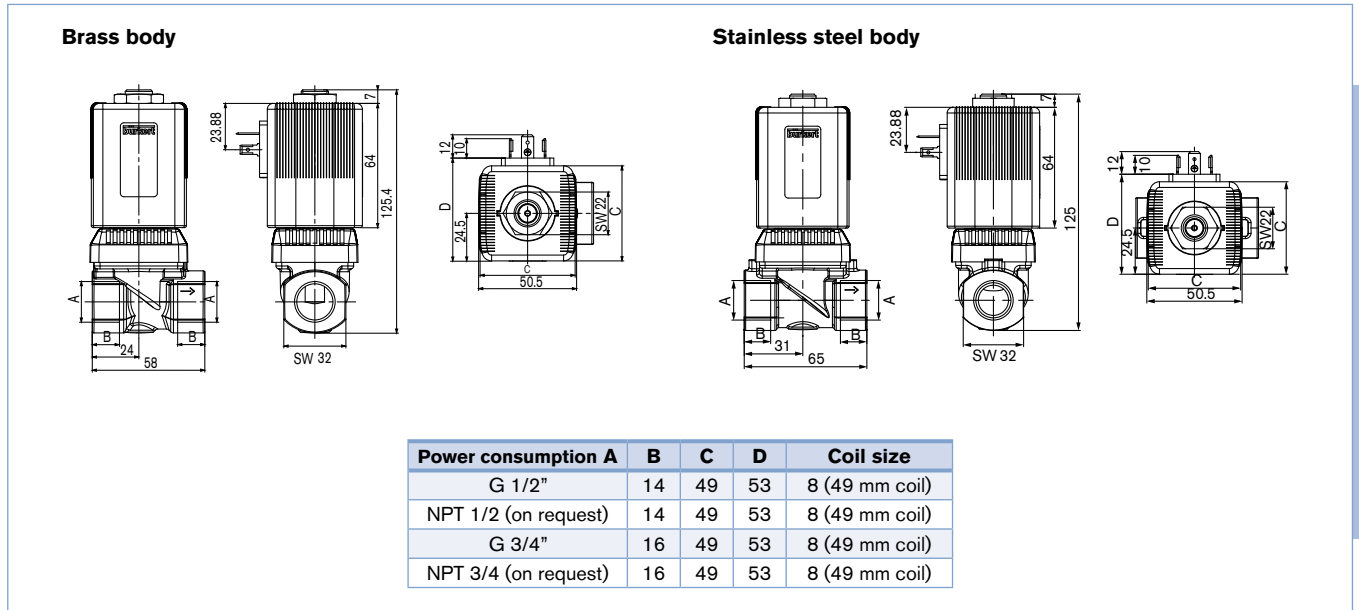 Brass body
Stainless steel body
burkert
23.88
7
64
125.4
12
10
D
24.5
SW 22
C
C
50.5
A
A
B
B
24
58
SW 32
burkert
23.88
7
64
125
12
10
D
24.5
SW22
C
C
50.5
A
A
B
B
31
65
SW 32
Power consumption A B C D Coil size
G 1/2” 14 49 53 8 (49 mm coil)
NPT 1/2 (on request) 14 49 53 8 (49 mm coil)
G 3/4” 16 49 53 8 (49 mm coil)
NPT 3/4 (on request) 16 49 53 8 (49 mm coil)